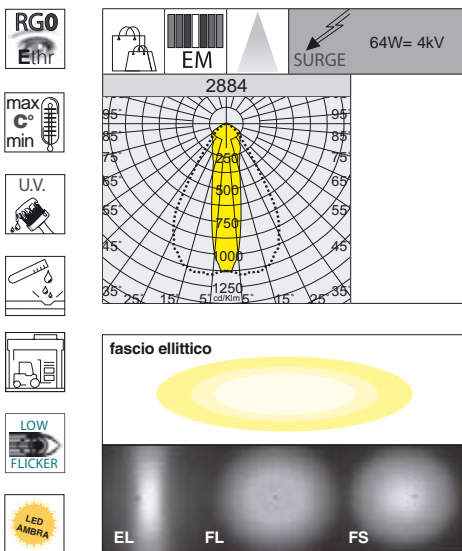 RG0
Ethr
EM
SURGE
64W= 4kV
2884
max
C°
min
95° 95°
85° 85°
75° 75°
65° 65°
55° 55°
45° 45°
35° 25° 15° 5° 5° 15° 25° 35°
250
500
750
1000
1250
cd/Klm
U.V.
LOW
FLICKER
LED
AMBRA
fascio ellittico
EL FL FS